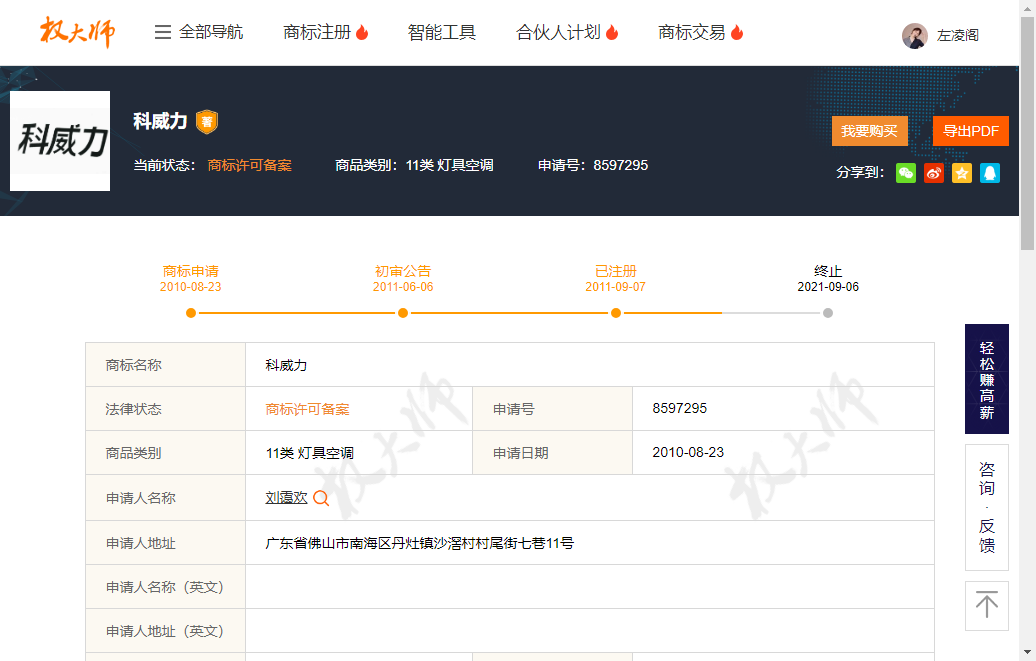 权大师
全部导航 商标注册 智能工具 合伙人计划 商标交易 左凌阁
科威力
科威力 著
当前状态： 商标许可备案 商品类别：11类 灯具空调 申请号：8597295
我要购买 导出PDF
分享到：
商标申请 初审公告 已注册 终止
2010-08-23 2011-06-06 2011-09-07 2021-09-06
商标名称 科威力
法律状态 商标许可备案 申请号 8597295
商品类别 11类 灯具空调 申请日期 2010-08-23
申请人名称 刘霭欢
申请人地址 广东省佛山市南海区丹灶镇沙滘村村尾街七巷11号
申请人名称（英文）
申请人地址（英文）
权大师
权大师
轻松赚高薪
咨询·反馈